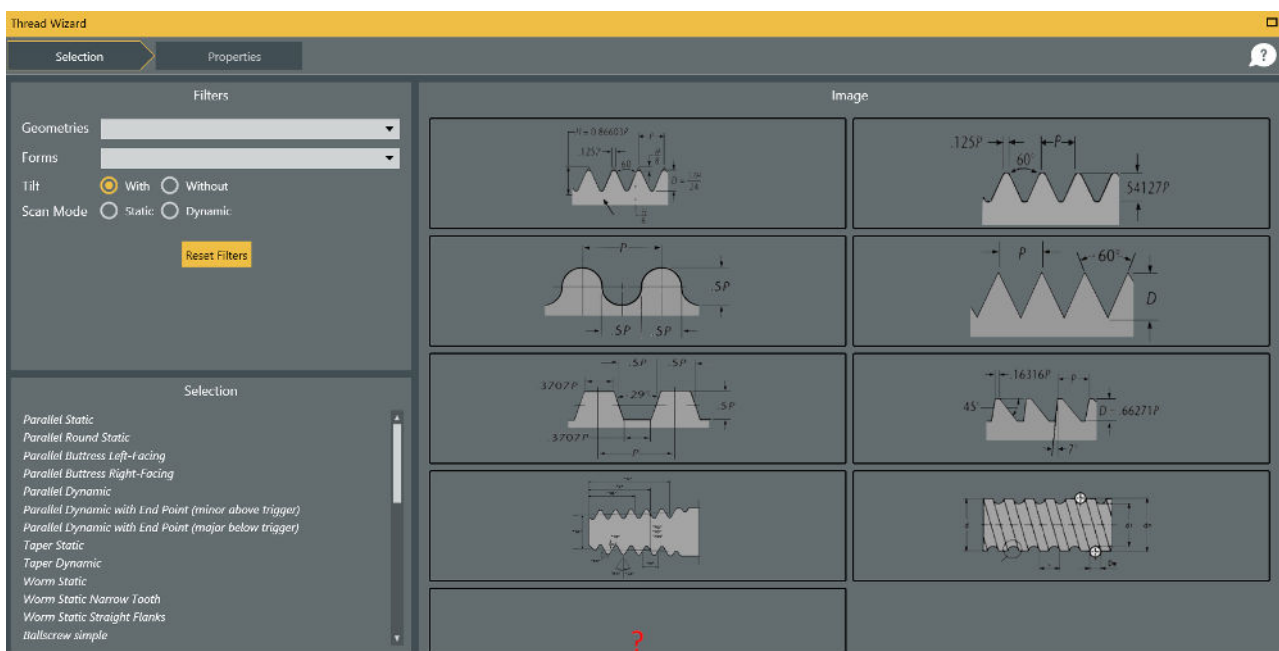 Thread Wizard
Selection
Properties
?
Filters
Geometries
Forms
Tilt With Without
Scan Mode Static Dynamic
Reset Filters
Selection
Parallel Static
Parallel Round Static
Parallel Buttress Left-Facing
Parallel Buttress Right-Facing
Parallel Dynamic
Parallel Dynamic with End Point (minor above trigger)
Parallel Dynamic with End Point (major below trigger)
Taper Static
Taper Dynamic
Worm Static
Worm Static Narrow Tooth
Worm Static Straight Flanks
Ballscrew simple
Image
H = 0.86603P P
.125P 60
.125P P
60°
54127P
P
.5P
.5P .5P
P 60°
D
.5P .5P
3707P 29° .5P
.3707P
P
.16316P P
45° D .66271P
7°
?